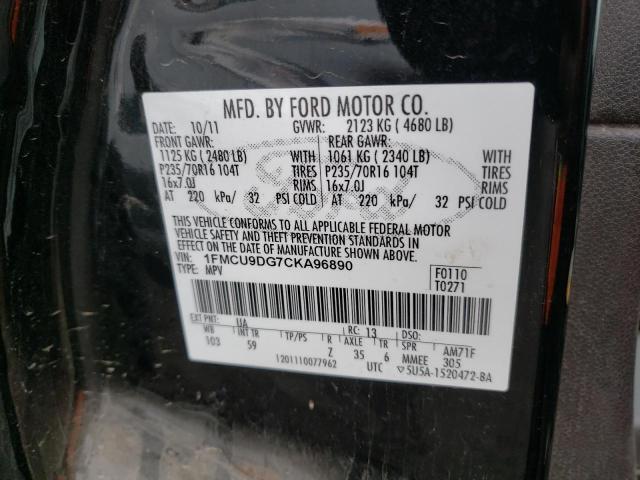 MFD. BY FORD MOTOR CO.
DATE: 10/11 GVWR: 2123 KG ( 4680 LB)
FRONT GAWR: REAR GAWR:
1125 KG ( 2480 LB) WITH 1061 KG ( 2340 LB) WITH
P235/70R16 104T TIRES P235/70R16 104T TIRES
16x7.0J RIMS 16x7.0J RIMS
AT 220 kPa/ 32 PSI COLD AT 220 kPa/ 32 PSI COLD
THIS VEHICLE CONFORMS TO ALL APPLICABLE FEDERAL MOTOR
VEHICLE SAFETY AND THEFT PREVENTION STANDARDS IN
EFFECT ON THE DATE OF MANUFACTURE SHOWN ABOVE.
VIN: 1FMCU9DG7CKA96890 F0110
TYPE: MPV T0271
EXT PNT: UA RC: 13 DSO:
WB INT TR TP/PS R AXLE TR SPR AM71F
103 59 Z 35 6 MMEE 305
1201110077962 UTC ▽5U5A-1520472-BA